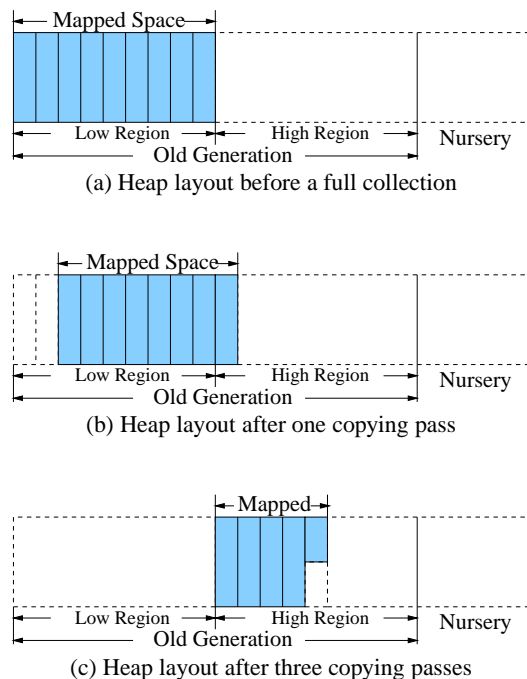 Mapped Space
Low Region High Region
Old Generation Nursery
(a) Heap layout before a full collection
Mapped Space
Low Region High Region
Old Generation Nursery
(b) Heap layout after one copying pass
Mapped
Low Region High Region
Old Generation Nursery
(c) Heap layout after three copying passes